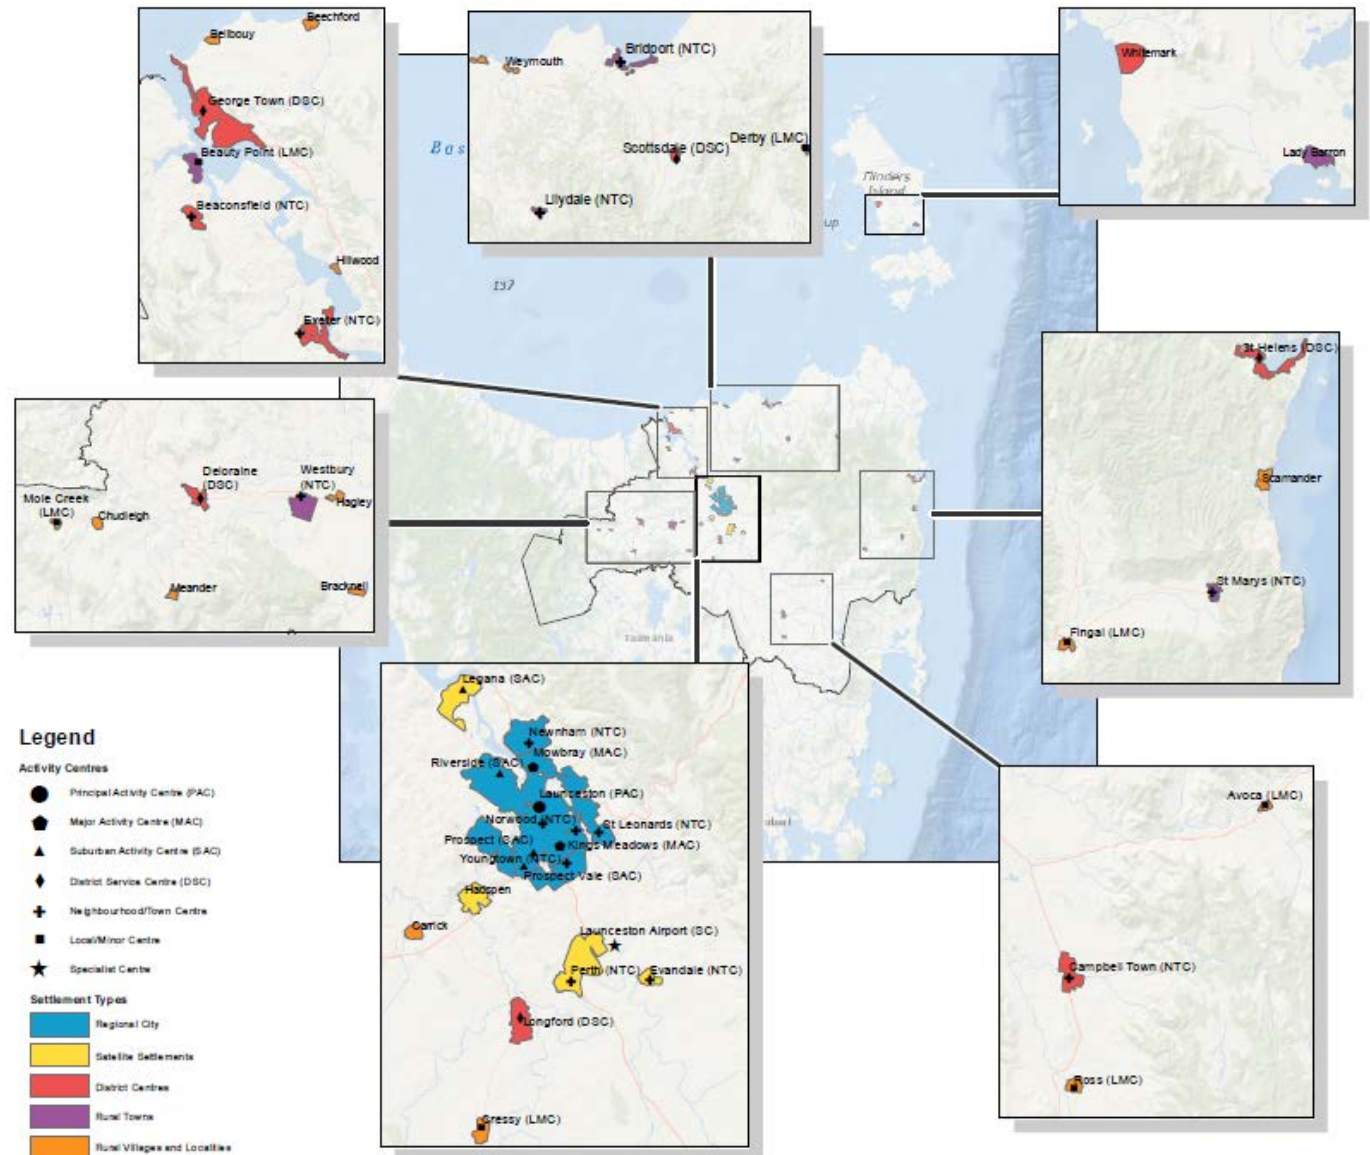 Bellbouy
Beechford
George Town (DSC)
Beauty Point (LMC)
Beaconsfield (NTC)
Hillwood
Exeter (NTC)
Weymouth
Bridport (NTC)
Scottsdale (DSC)
Derby (LMC)
Lilydale (NTC)
Whitemark
Lady Barron
Bas
Flinders
Island
up
137
Tasmania
Mole Creek
(LMC)
Chudleigh
Deloraine
(DSC)
Westbury
(NTC)
Hagley
Meander
Bracknell
St Helens (DSC)
Scamander
St Marys (NTC)
Fingal (LMC)
Legana (SAC)
Newnham (NTC)
Mowbray (MAC)
Riverside (SAC)
Launceston (PAC)
Norwood (NTC)
St Leonards (NTC)
Prospect (SAC)
Kings Meadows (MAC)
Youngtown (NTC)
Prospect Vale (SAC)
Hadspen
Carrick
Launceston Airport (SC)
Perth (NTC)
Evandale (NTC)
Longford (DSC)
Cressy (LMC)
Avoca (LMC)
Campbell Town (NTC)
Ross (LMC)
Legend
Activity Centres
Principal Activity Centre (PAC)
Major Activity Centre (MAC)
Suburban Activity Centre (SAC)
District Service Centre (DSC)
Neighbourhood/Town Centre
Local/Minor Centre
Specialist Centre
Settlement Types
Regional City
Satellite Settlements
District Centres
Rural Towns
Rural Villages and Localities